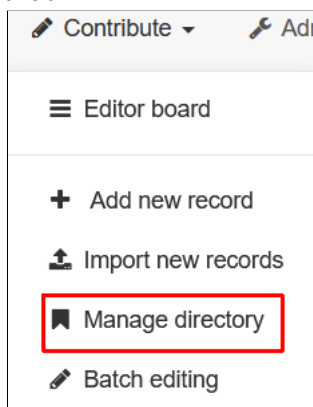 Contribute
Editor board
Add new record
Import new records
Manage directory
Batch editing